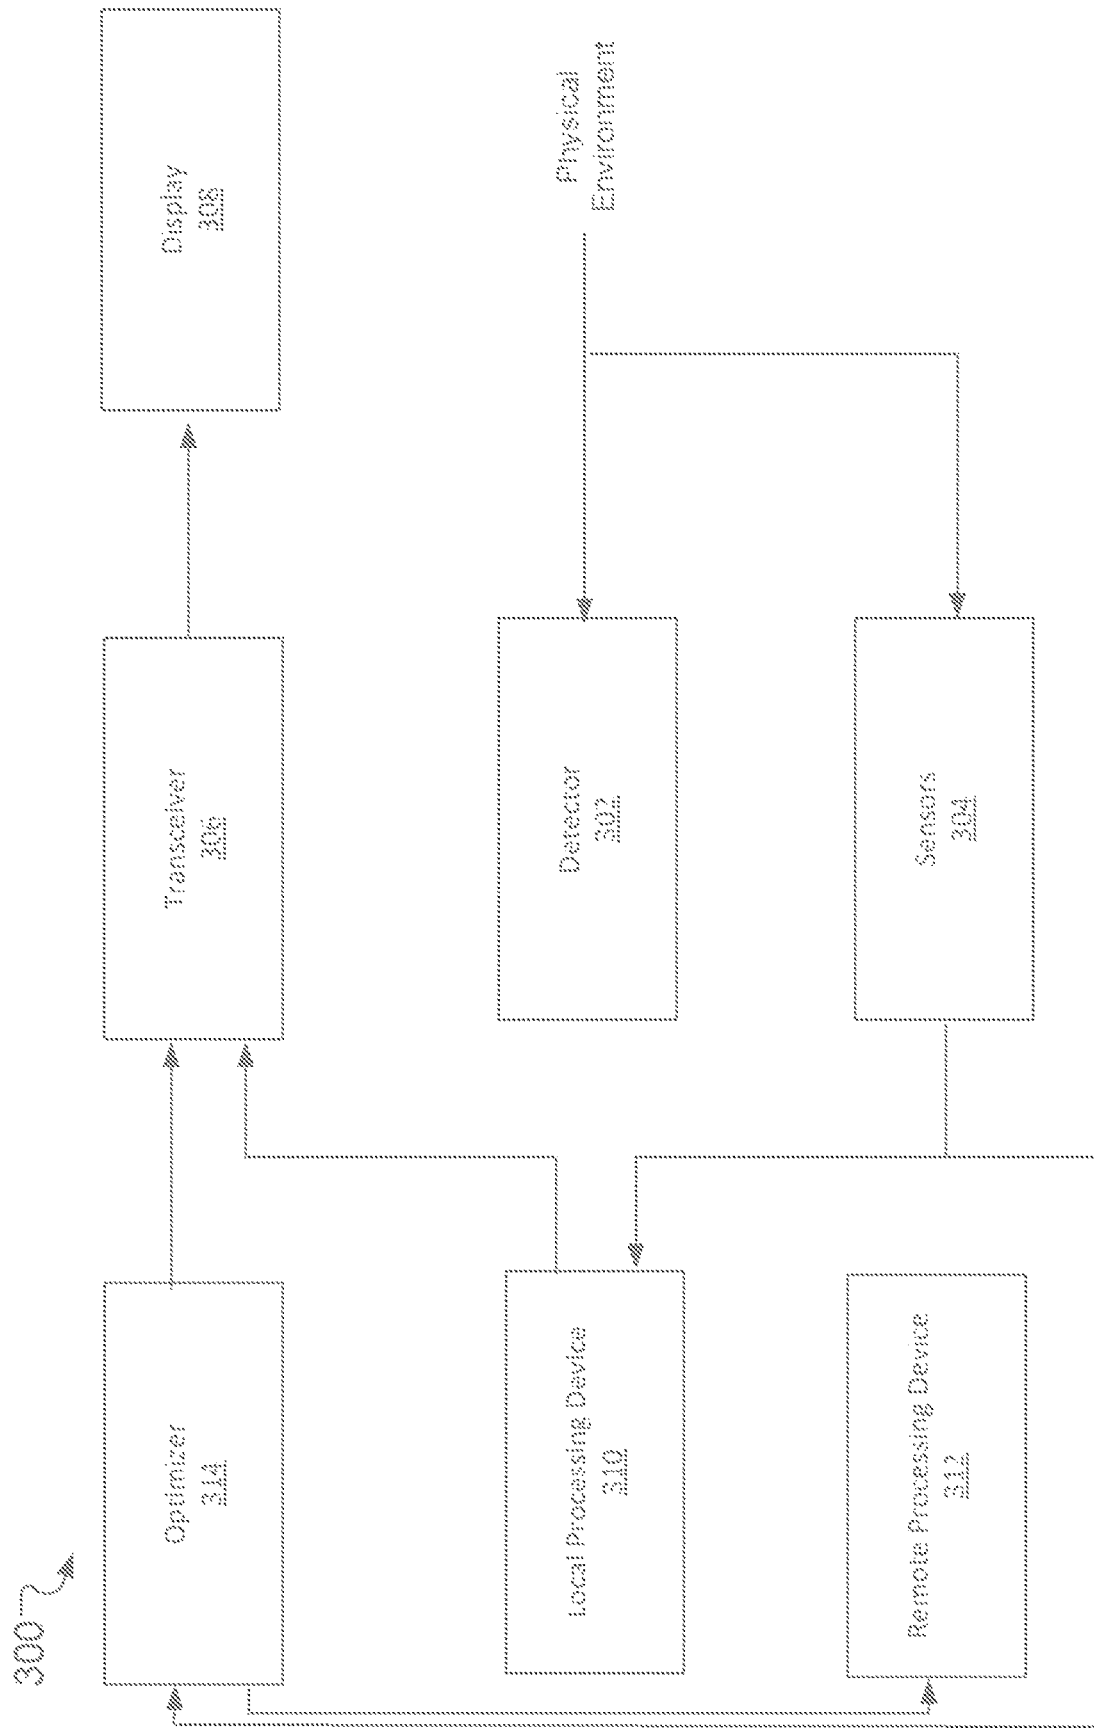 300
Optimizer
314
Transceiver
306
Display
308
Local Processing Device
310
Detector
302
Physical
Environment
Remote Processing Device
312
Sensors
304